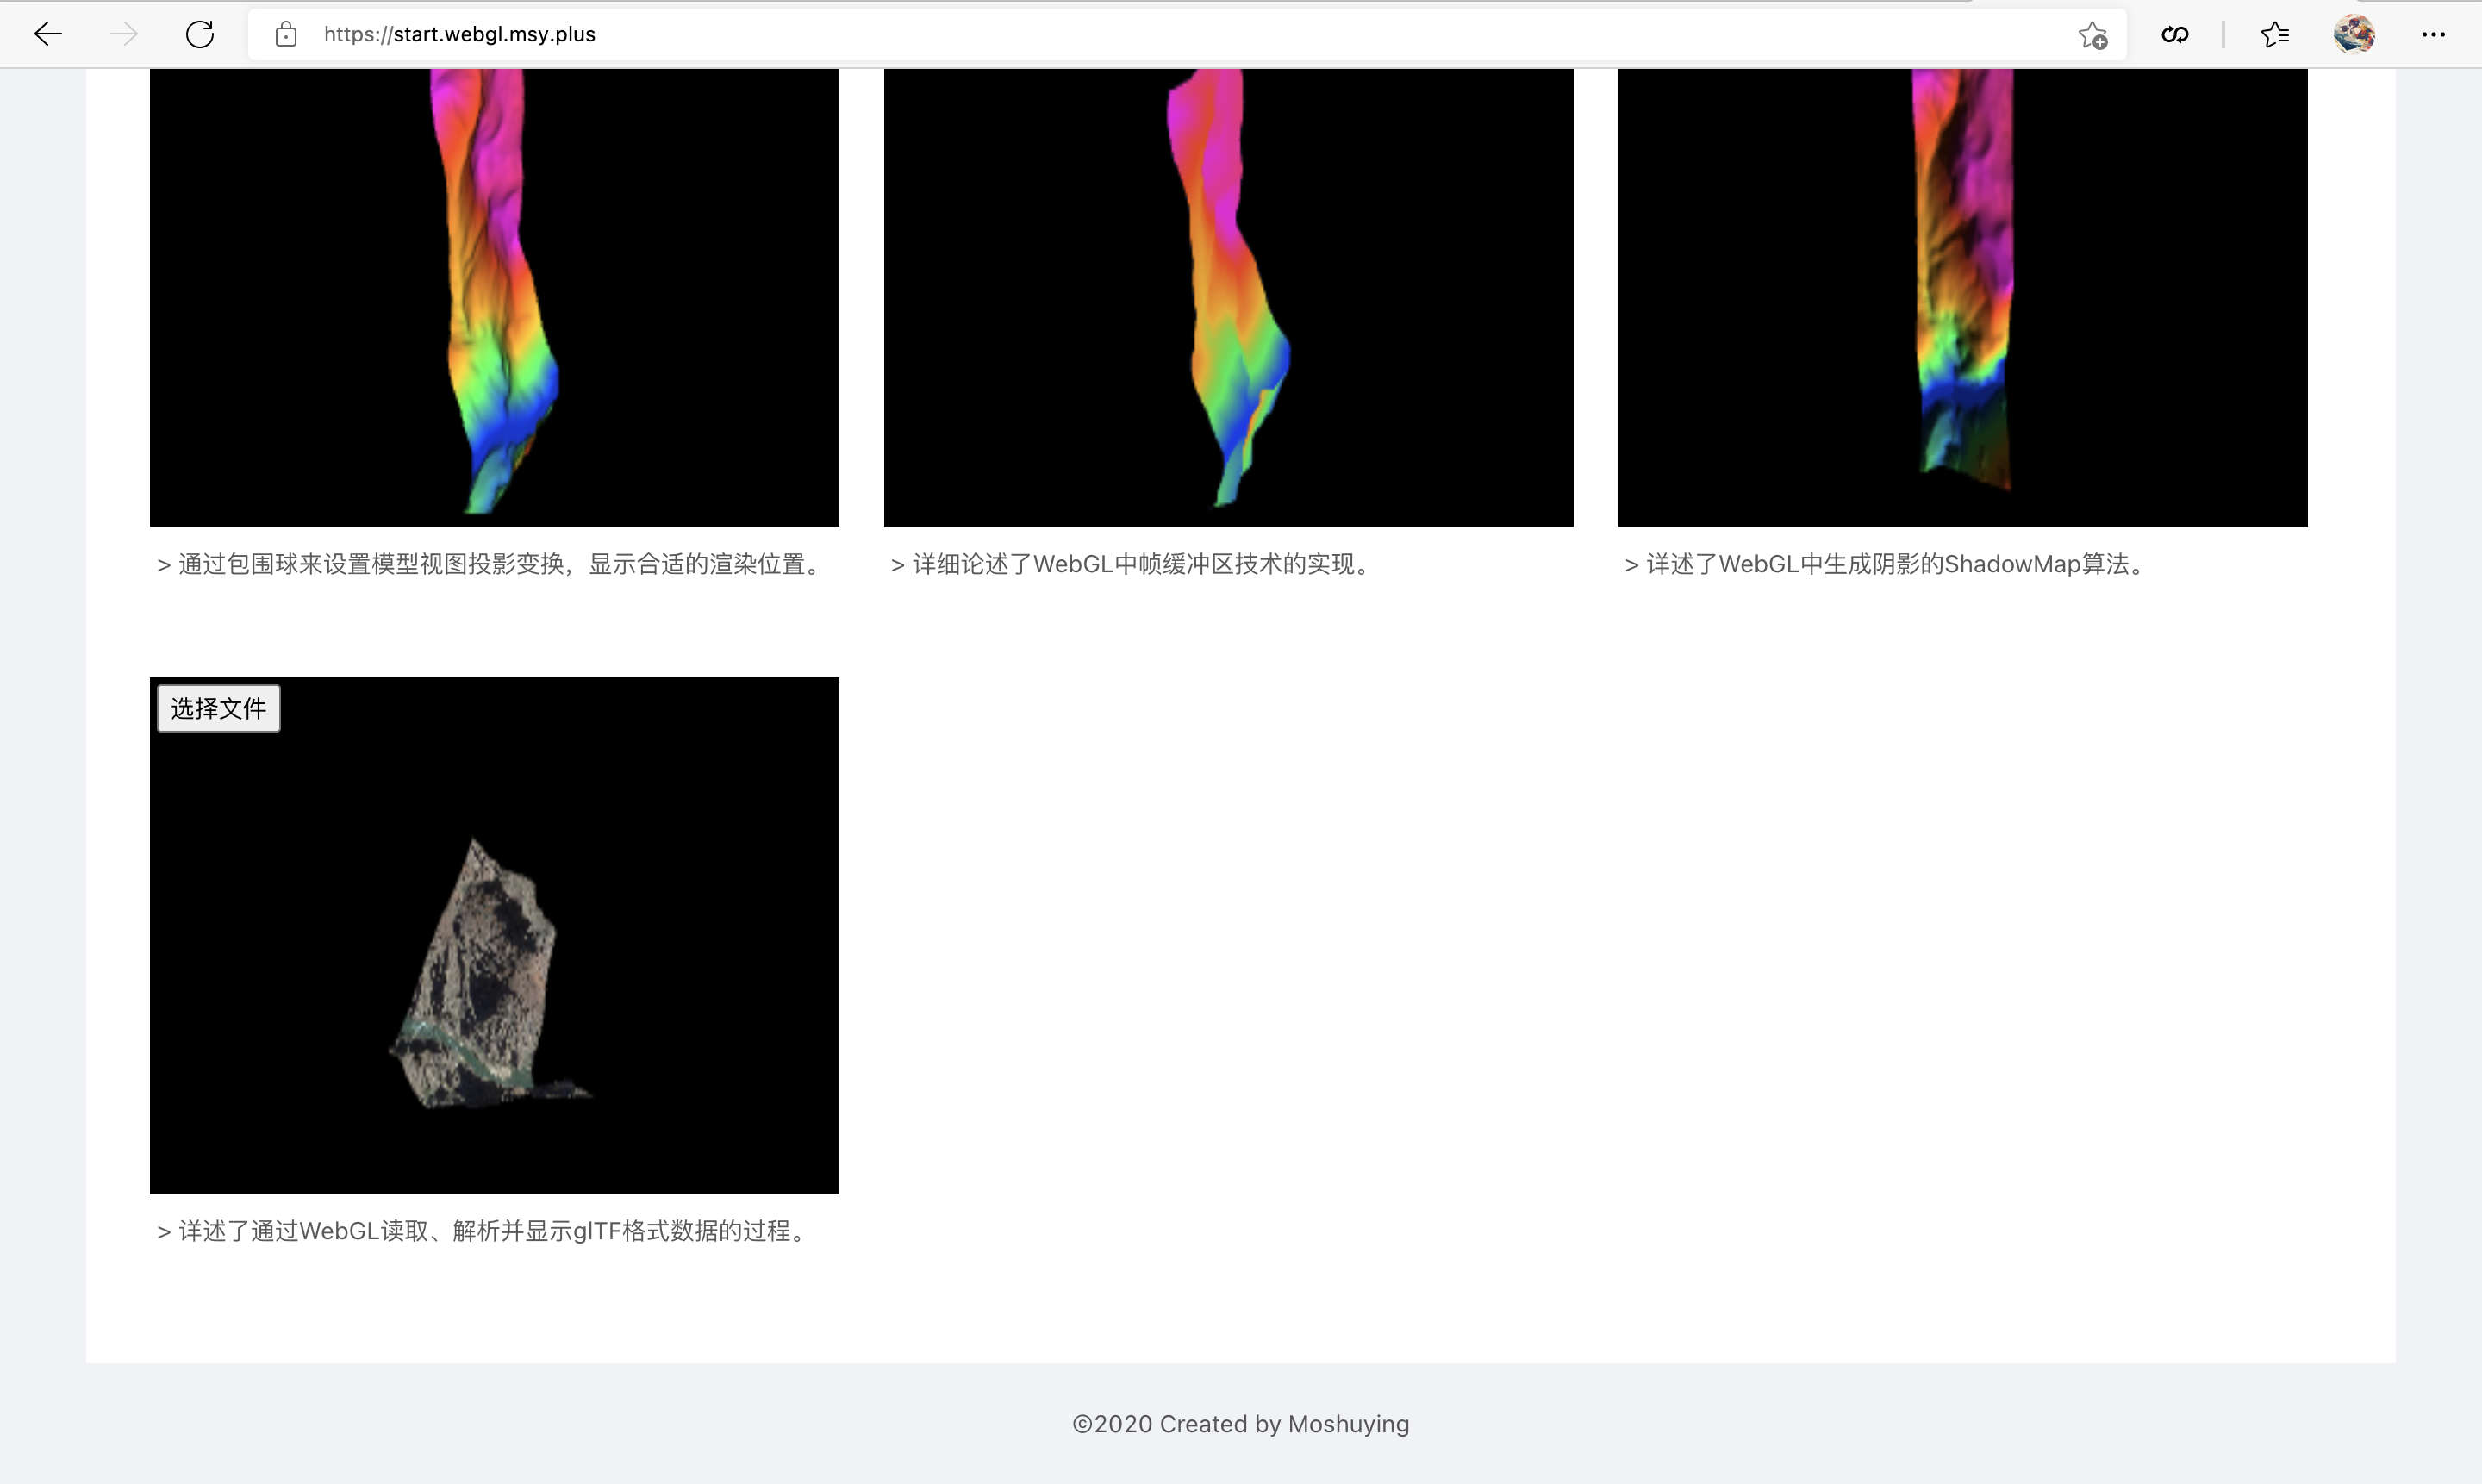 https://start.webgl.msy.plus
> 通过包围球来设置模型视图投影变换，显示合适的渲染位置。
> 详细论述了WebGL中帧缓冲区技术的实现。
> 详述了WebGL中生成阴影的ShadowMap算法。
选择文件
> 详述了通过WebGL读取、解析并显示glTF格式数据的过程。
©2020 Created by Moshuying